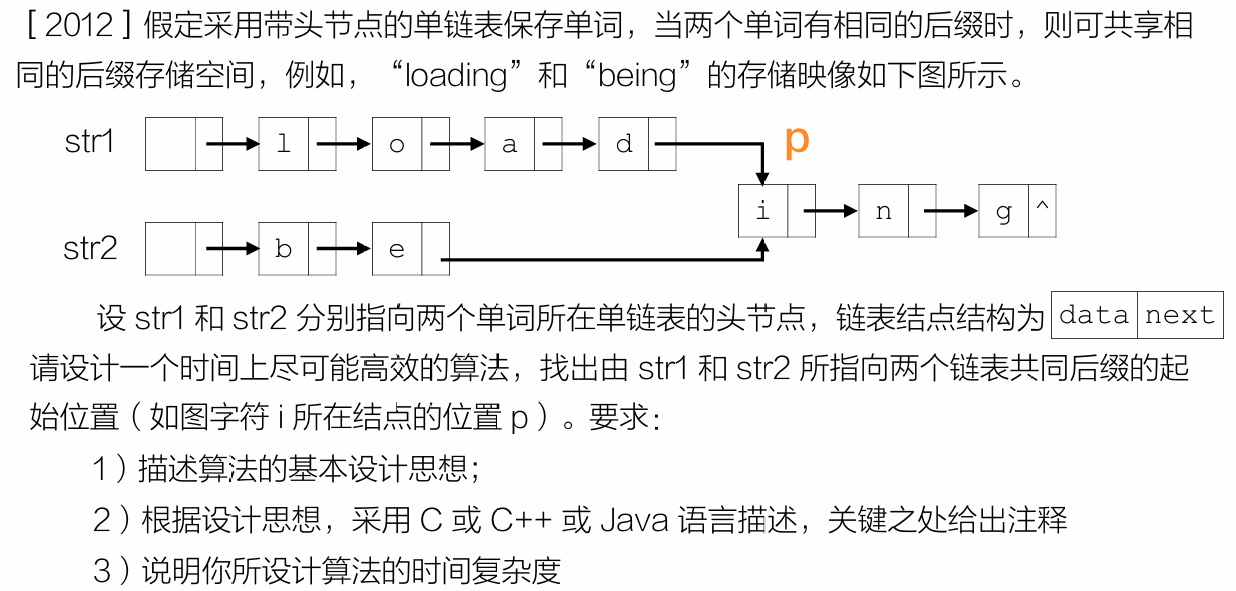 [ 2012 ] 假定采用带头节点的单链表保存单词，当两个单词有相同的后缀时，则可共享相
同的后缀存储空间，例如，“loading”和“being”的存储映像如下图所示。
str1 l o a d p
i n g ^
str2 b e
设 str1 和 str2 分别指向两个单词所在单链表的头节点，链表结点结构为 data next
请设计一个时间上尽可能高效的算法，找出由 str1 和 str2 所指向两个链表共同后缀的起
始位置（如图字符 i 所在结点的位置 p）。要求：
1）描述算法的基本设计思想；
2）根据设计思想，采用 C 或 C++ 或 Java 语言描述，关键之处给出注释
3）说明你所设计算法的时间复杂度